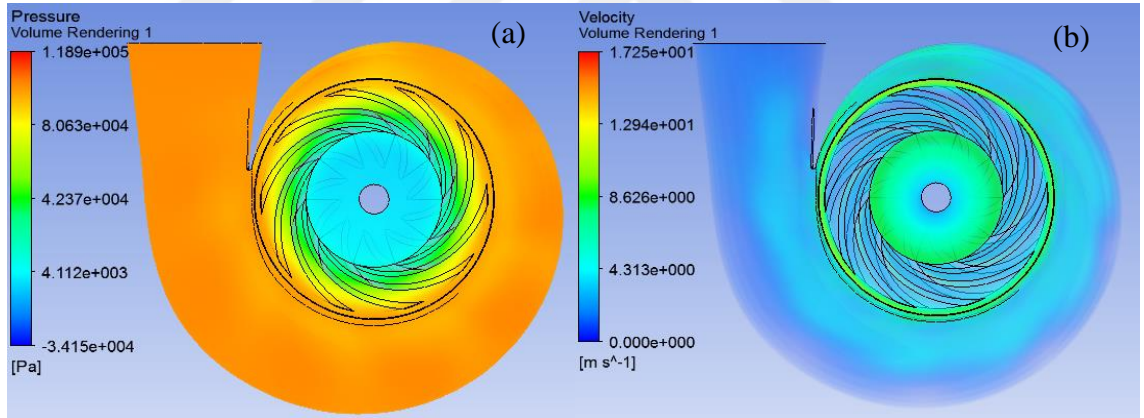 Pressure
Volume Rendering 1
1.189e+005
8.063e+004
4.237e+004
4.112e+003
-3.415e+004
[Pa]
(a)
Velocity
Volume Rendering 1
1.725e+001
1.294e+001
8.626e+000
4.313e+000
0.000e+000
[m s^-1]
(b)